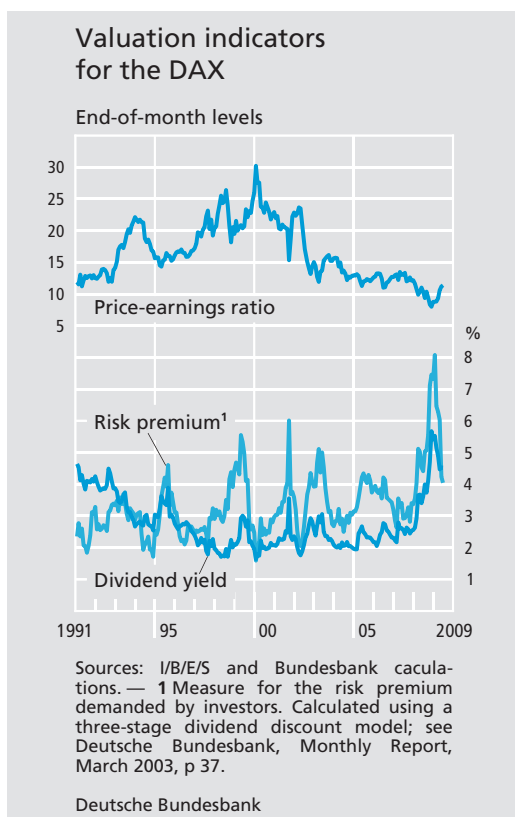 Valuation indicators
for the DAX
End-of-month levels
30
25
20
15
10
Price-earnings ratio
5
%
8
7
6
Risk premium¹
5
4
3
2
Dividend yield
1
1991 95 00 05 2009
Sources: I/B/E/S and Bundesbank cacula-
tions. — 1 Measure for the risk premium
demanded by investors. Calculated using a
three-stage dividend discount model; see
Deutsche Bundesbank, Monthly Report,
March 2003, p 37.
Deutsche Bundesbank